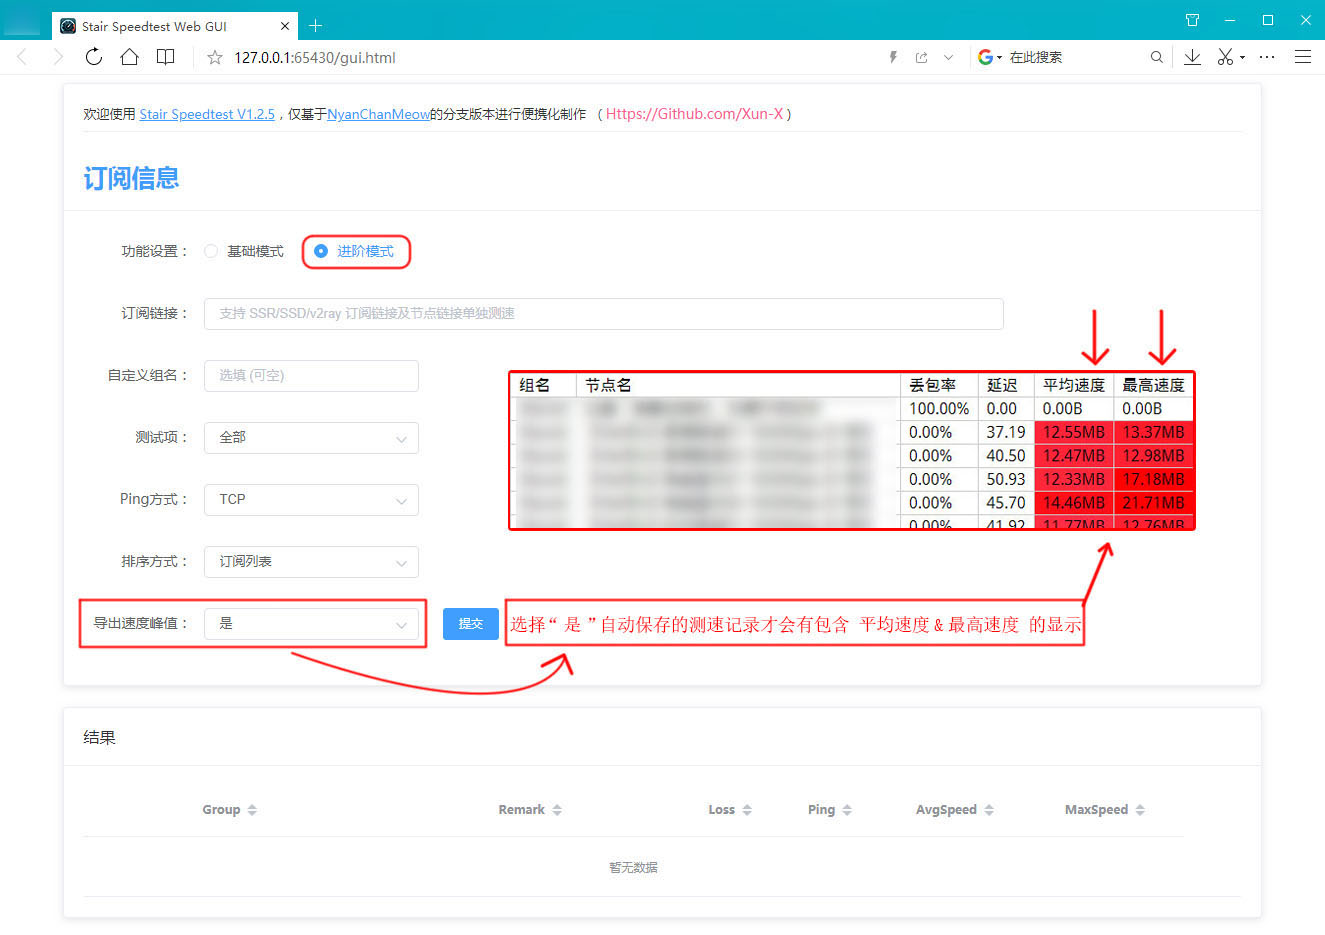 Stair Speedtest Web GUI
127.0.0.1:65430/gui.html
在此搜索
欢迎使用 Stair Speedtest V1.2.5，仅基于NyanChanMeow的分支版本进行便携化制作 （ Https://Github.com/Xun-X ）
订阅信息
功能设置： 基础模式 进阶模式
订阅链接： 支持 SSR/SSD/v2ray 订阅链接及节点链接单独测速
自定义组名： 选填 (可空)
测试项： 全部
Ping方式： TCP
排序方式： 订阅列表
导出速度峰值： 是 提交
组名 节点名 丢包率 延迟 平均速度 最高速度
100.00% 0.00 0.00B 0.00B
0.00% 37.19 12.55MB 13.37MB
0.00% 40.50 12.47MB 12.98MB
0.00% 50.93 12.33MB 17.18MB
0.00% 45.70 14.46MB 21.71MB
0.00% 41.92 11.77MB 12.76MB
选择“ 是 ”自动保存的测速记录才会有包含 平均速度 & 最高速度 的显示
结果
Group Remark Loss Ping AvgSpeed MaxSpeed
暂无数据